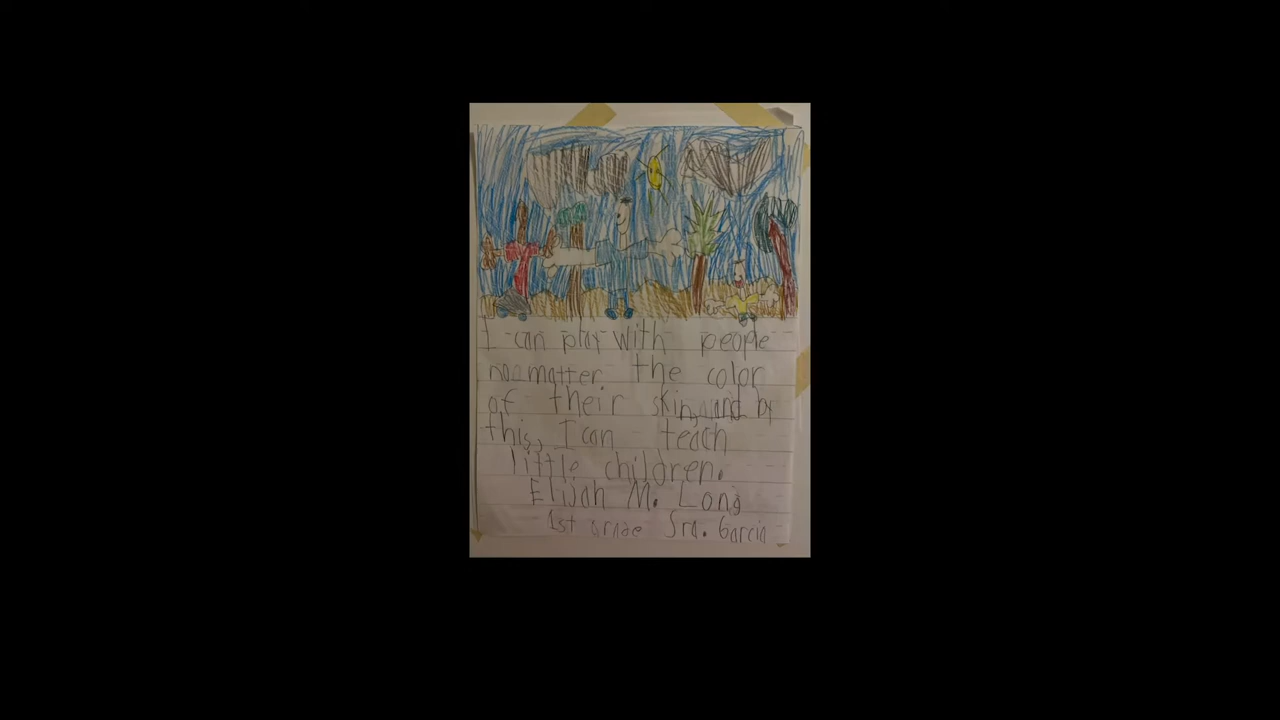 I can play with people
no matter the color
of their skin, and by
this, I can teach
little children.
Elijah M. Long
1st grade Sra. Garcia